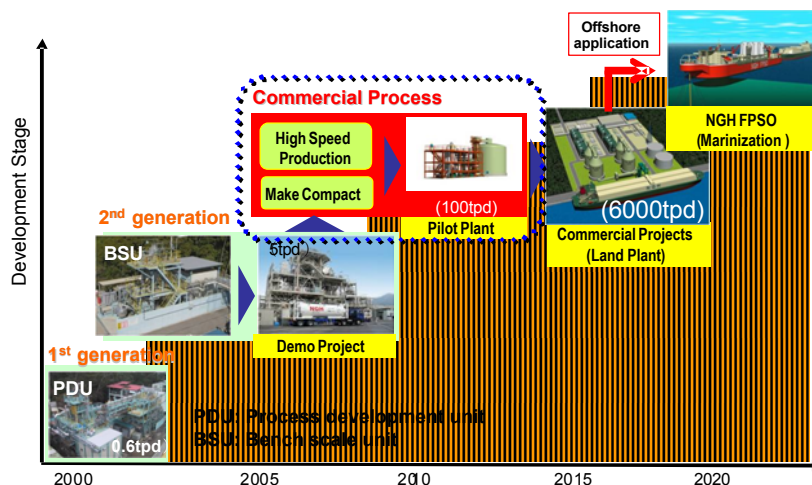 Offshore
application
NGH FPSO
(Marinization )
Commercial Process
High Speed
Production
Make Compact
(100tpd)
Pilot Plant
(6000tpd)
Commercial Projects
(Land Plant)
2nd generation
BSU
5tpd)
Demo Project
1st generation
PDU
0.6tpd
PDU: Process development unit
BSU: Bench scale unit
Development Stage
2000
2005
2010
2015
2020